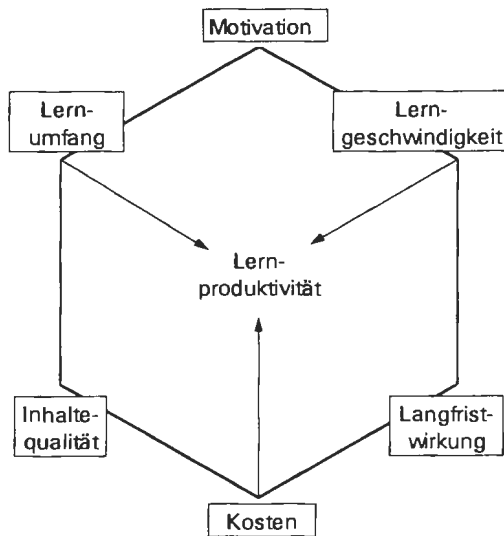 Motivation
Lern-
umfang
Lern-
geschwindigkeit
Lern-
produktivität
Inhalte-
qualität
Langfrist-
wirkung
Kosten